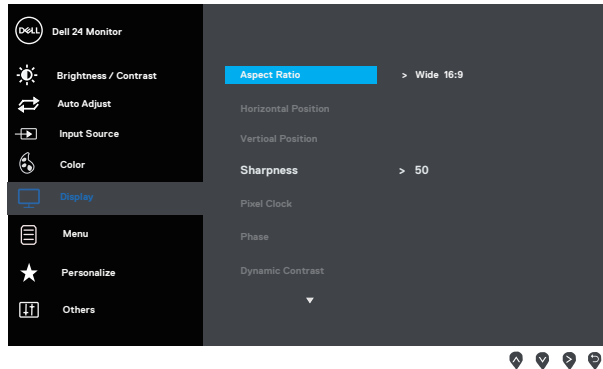 DELL Dell 24 Monitor
Brightness / Contrast
Auto Adjust
Input Source
Color
Display
Menu
Personalize
Others
Aspect Ratio > Wide 16:9
Horizontal Position
Vertical Position
Sharpness > 50
Pixel Clock
Phase
Dynamic Contrast